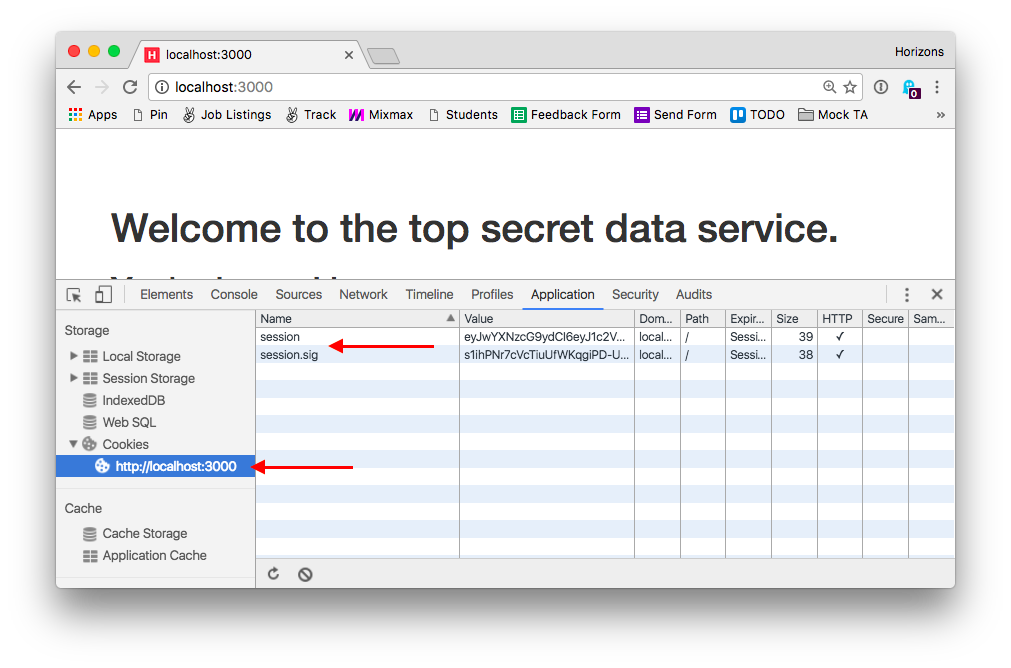 H localhost:3000 Horizons
localhost:3000
0
Apps Pin Job Listings Track Mixmax Students Feedback Form Send Form TODO Mock TA »
Welcome to the top secret data service.
Elements Console Sources Network Timeline Profiles Application Security Audits
Storage
Local Storage
Session Storage
IndexedDB
Web SQL
Cookies
http://localhost:3000
Cache
Cache Storage
Application Cache
Name Value Dom... Path Expir... Size HTTP Secure Sam...
session eyJwYXNzcG9ydCI6eyJ1c2V... local... / Sessi... 39 ✓
session.sig s1ihPNr7cVcTiuUfWKqgiPD-U... local... / Sessi... 38 ✓